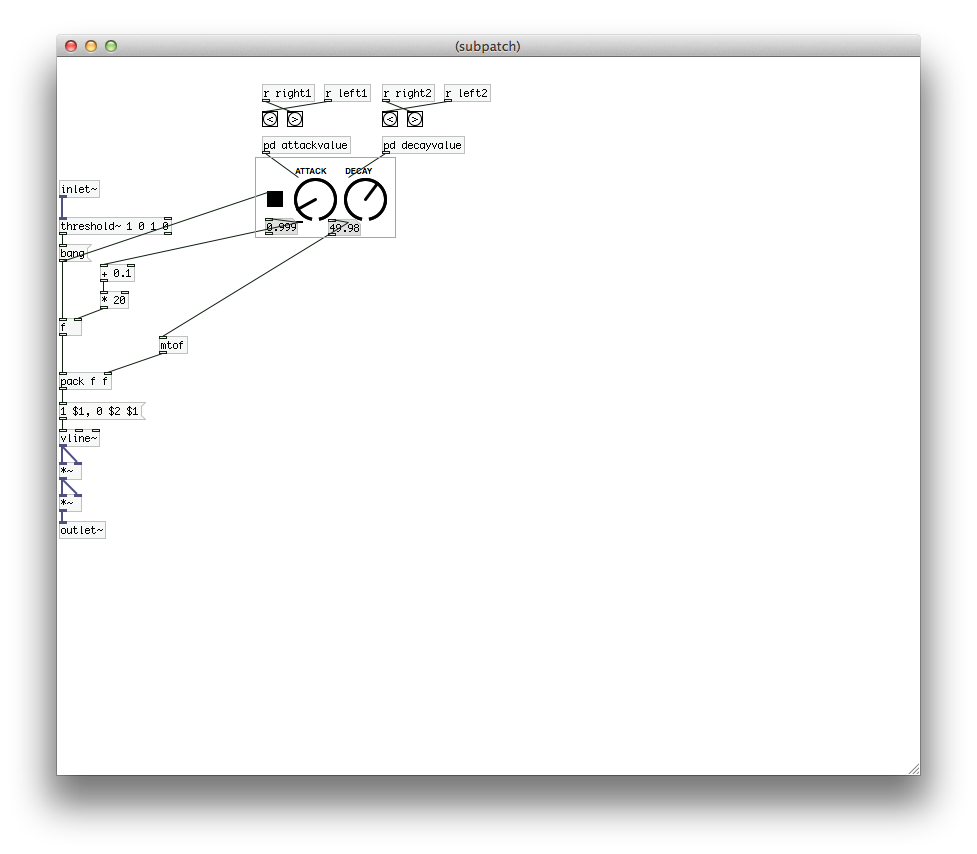 (subpatch)
r right1
r left1
r right2
r left2
<
>
<
>
pd attackvalue
pd decayvalue
ATTACK
DECAY
inlet~
threshold~ 1 0 1 0
0.999
49.98
bang
+ 0.1
* 20
f
mtof
pack f f
1 $1, 0 $2 $1
vline~
*~
*~
outlet~